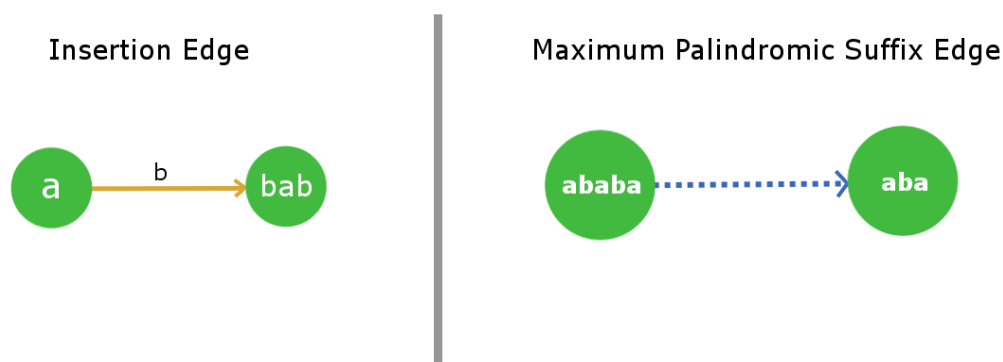 Insertion Edge
a
b
bab
Maximum Palindromic Suffix Edge
ababa
aba